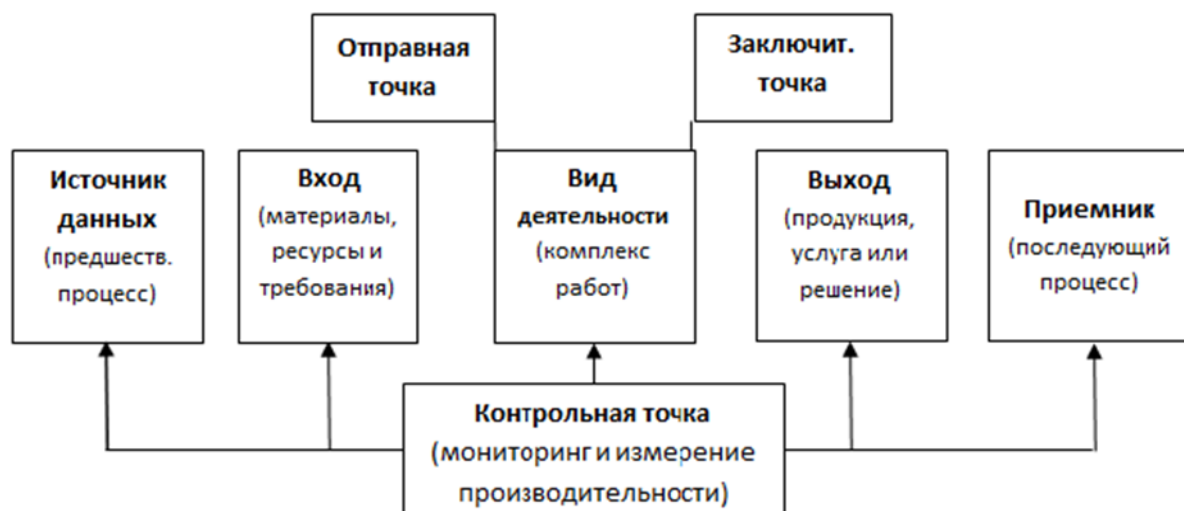 Отправная
точка
Заключит.
точка
Источник
данных
(предшеств.
процесс)
Вход
(материалы,
ресурсы и
требования)
Вид
деятельности
(комплекс
работ)
Выход
(продукция,
услуга или
решение)
Приемник
(последующий
процесс)
Контрольная точка
(мониторинг и измерение
производительности)